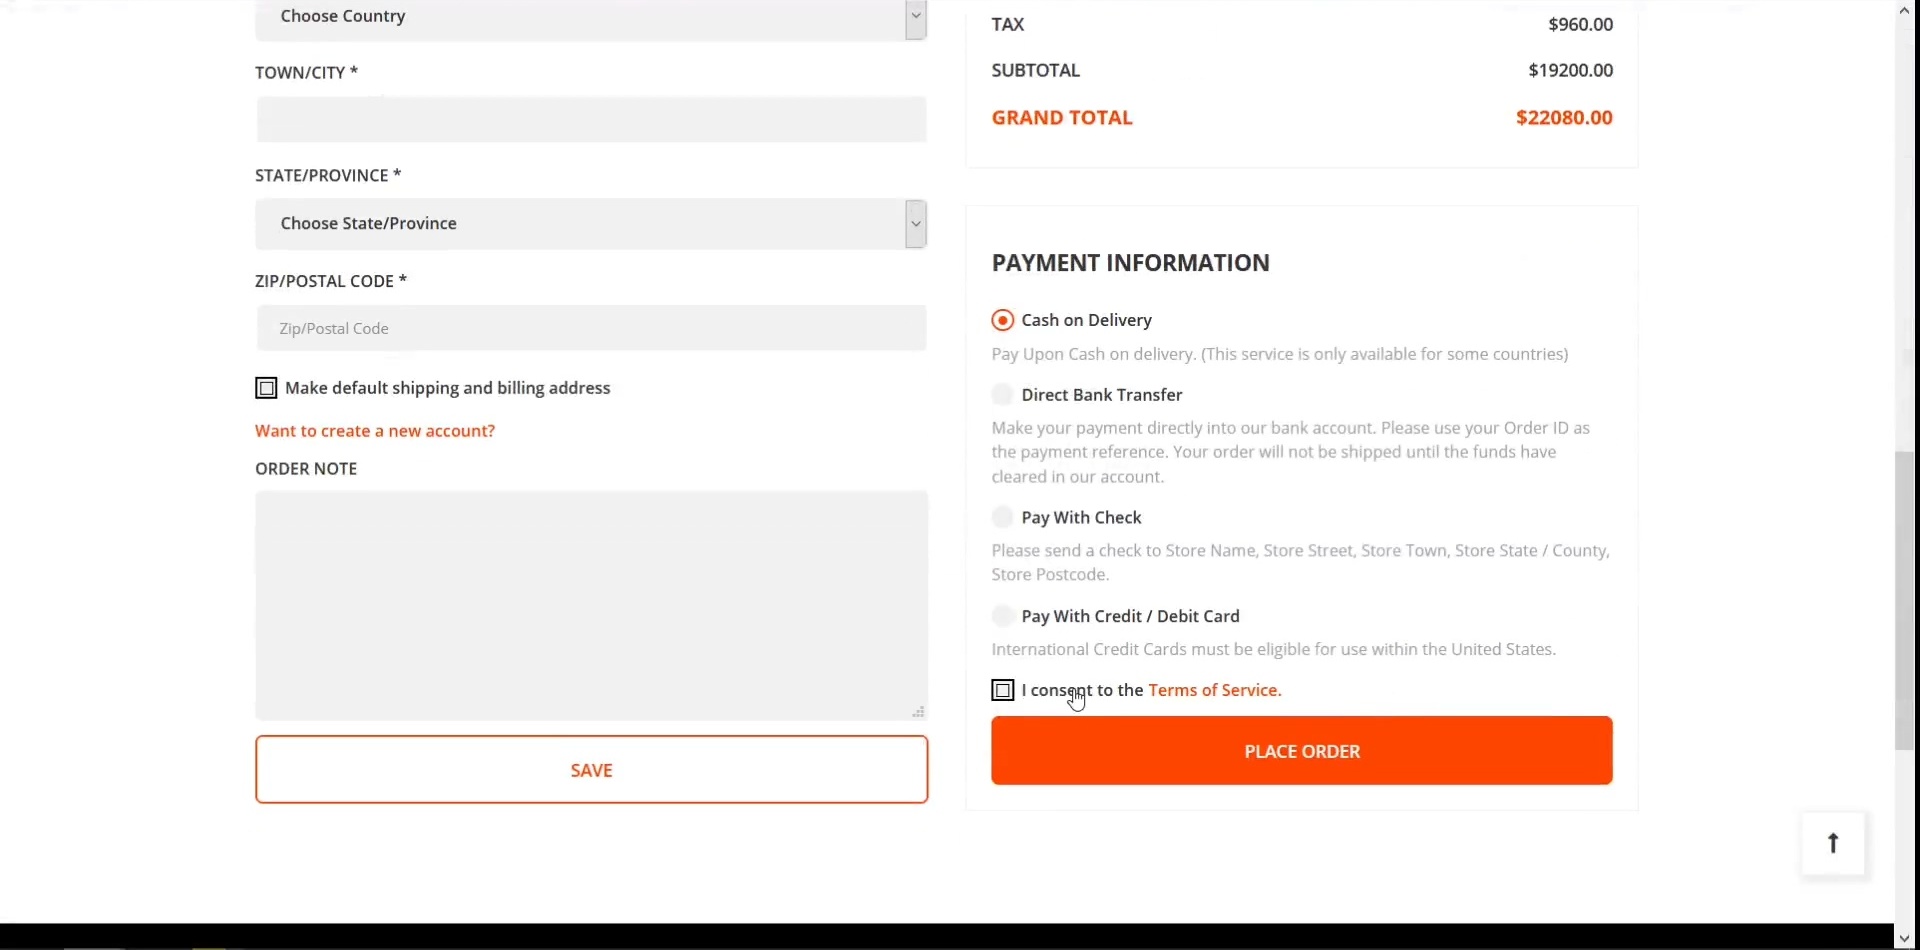 Choose Country
TOWN/CITY *
STATE/PROVINCE *
Choose State/Province
ZIP/POSTAL CODE *
Zip/Postal Code
Make default shipping and billing address
Want to create a new account?
ORDER NOTE
SAVE
TAX $960.00
SUBTOTAL $19200.00
GRAND TOTAL $22080.00
PAYMENT INFORMATION
Cash on Delivery
Pay Upon Cash on delivery. (This service is only available for some countries)
Direct Bank Transfer
Make your payment directly into our bank account. Please use your Order ID as
the payment reference. Your order will not be shipped until the funds have
cleared in our account.
Pay With Check
Please send a check to Store Name, Store Street, Store Town, Store State / County,
Store Postcode.
Pay With Credit / Debit Card
International Credit Cards must be eligible for use within the United States.
I consent to the Terms of Service.
PLACE ORDER